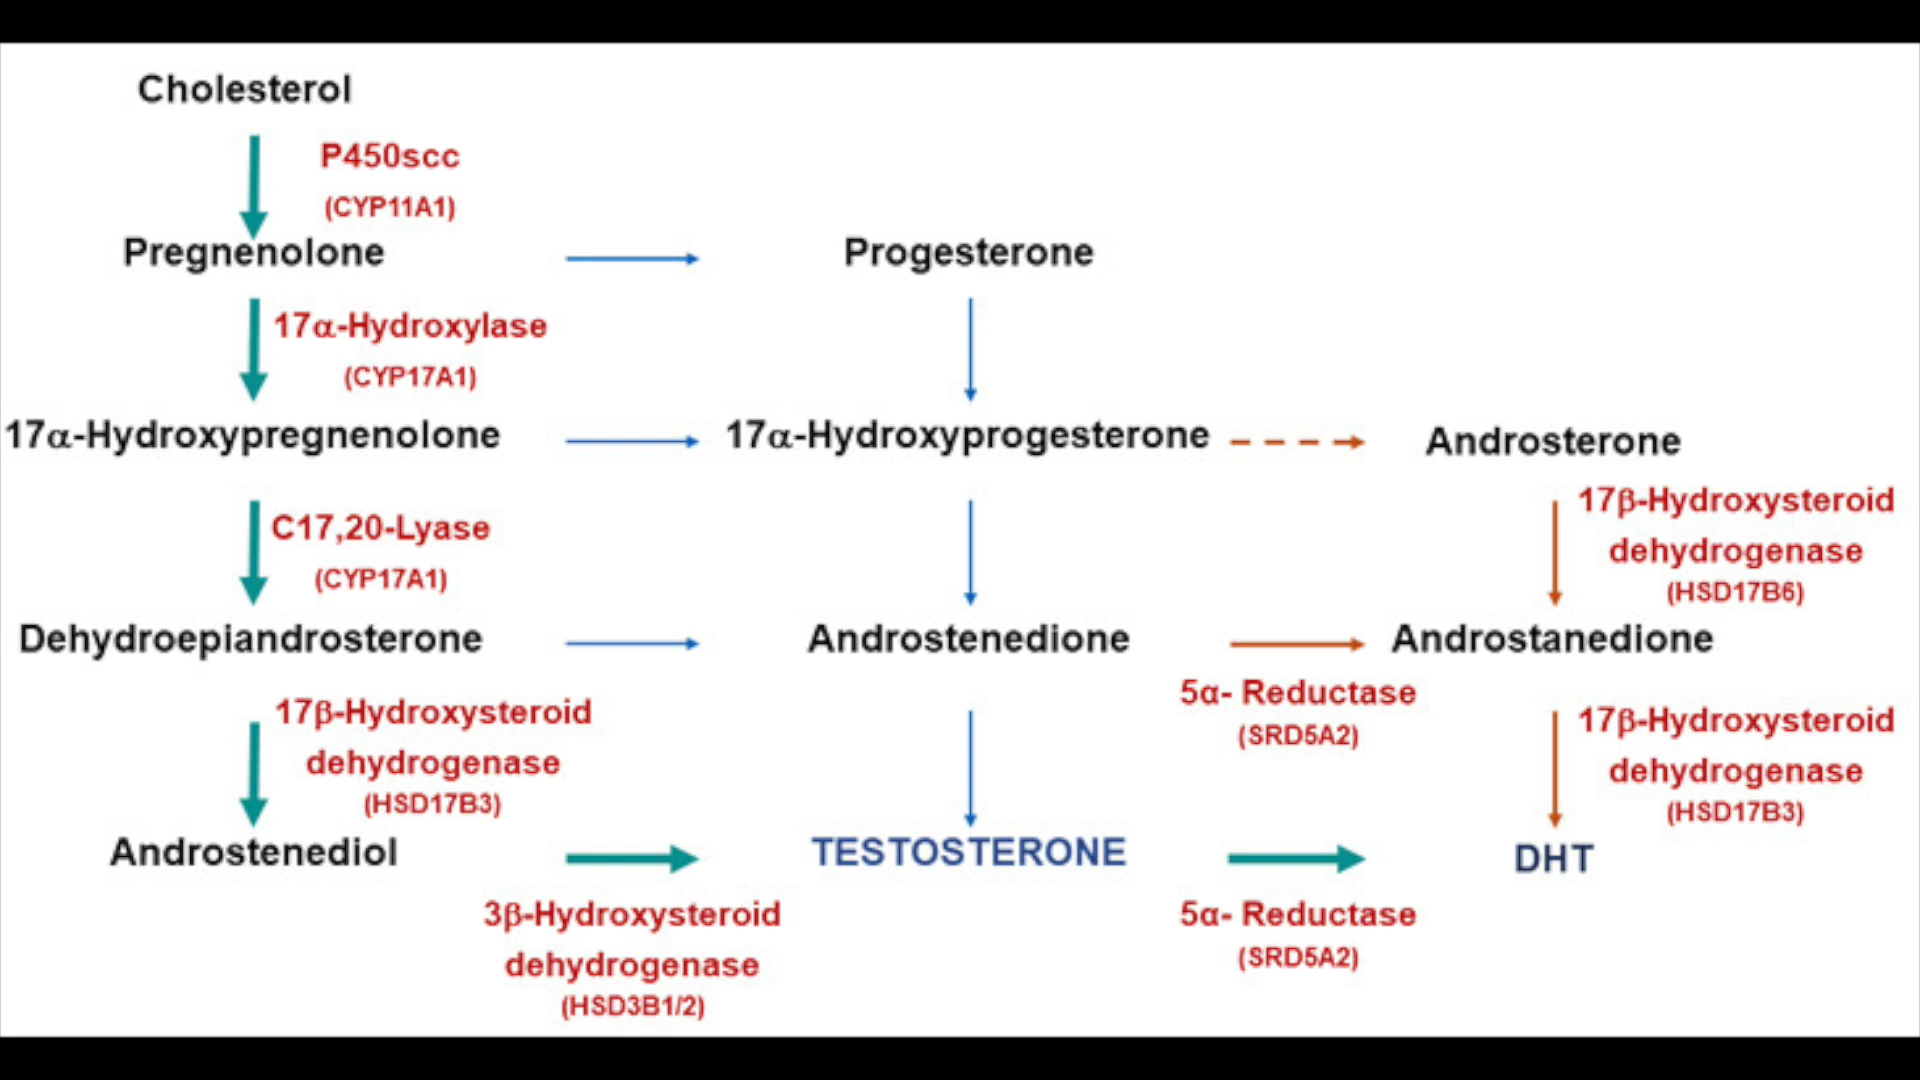 Cholesterol
P450scc
(CYP11A1)
Pregnenolone
Progesterone
17α-Hydroxylase
(CYP17A1)
17α-Hydroxypregnenolone
17α-Hydroxyprogesterone
Androsterone
C17,20-Lyase
(CYP17A1)
17β-Hydroxysteroid
dehydrogenase
(HSD17B6)
Dehydroepiandrosterone
Androstenedione
Androstanedione
17β-Hydroxysteroid
dehydrogenase
(HSD17B3)
5α- Reductase
(SRD5A2)
17β-Hydroxysteroid
dehydrogenase
(HSD17B3)
Androstenediol
TESTOSTERONE
DHT
3β-Hydroxysteroid
dehydrogenase
(HSD3B1/2)
5α- Reductase
(SRD5A2)